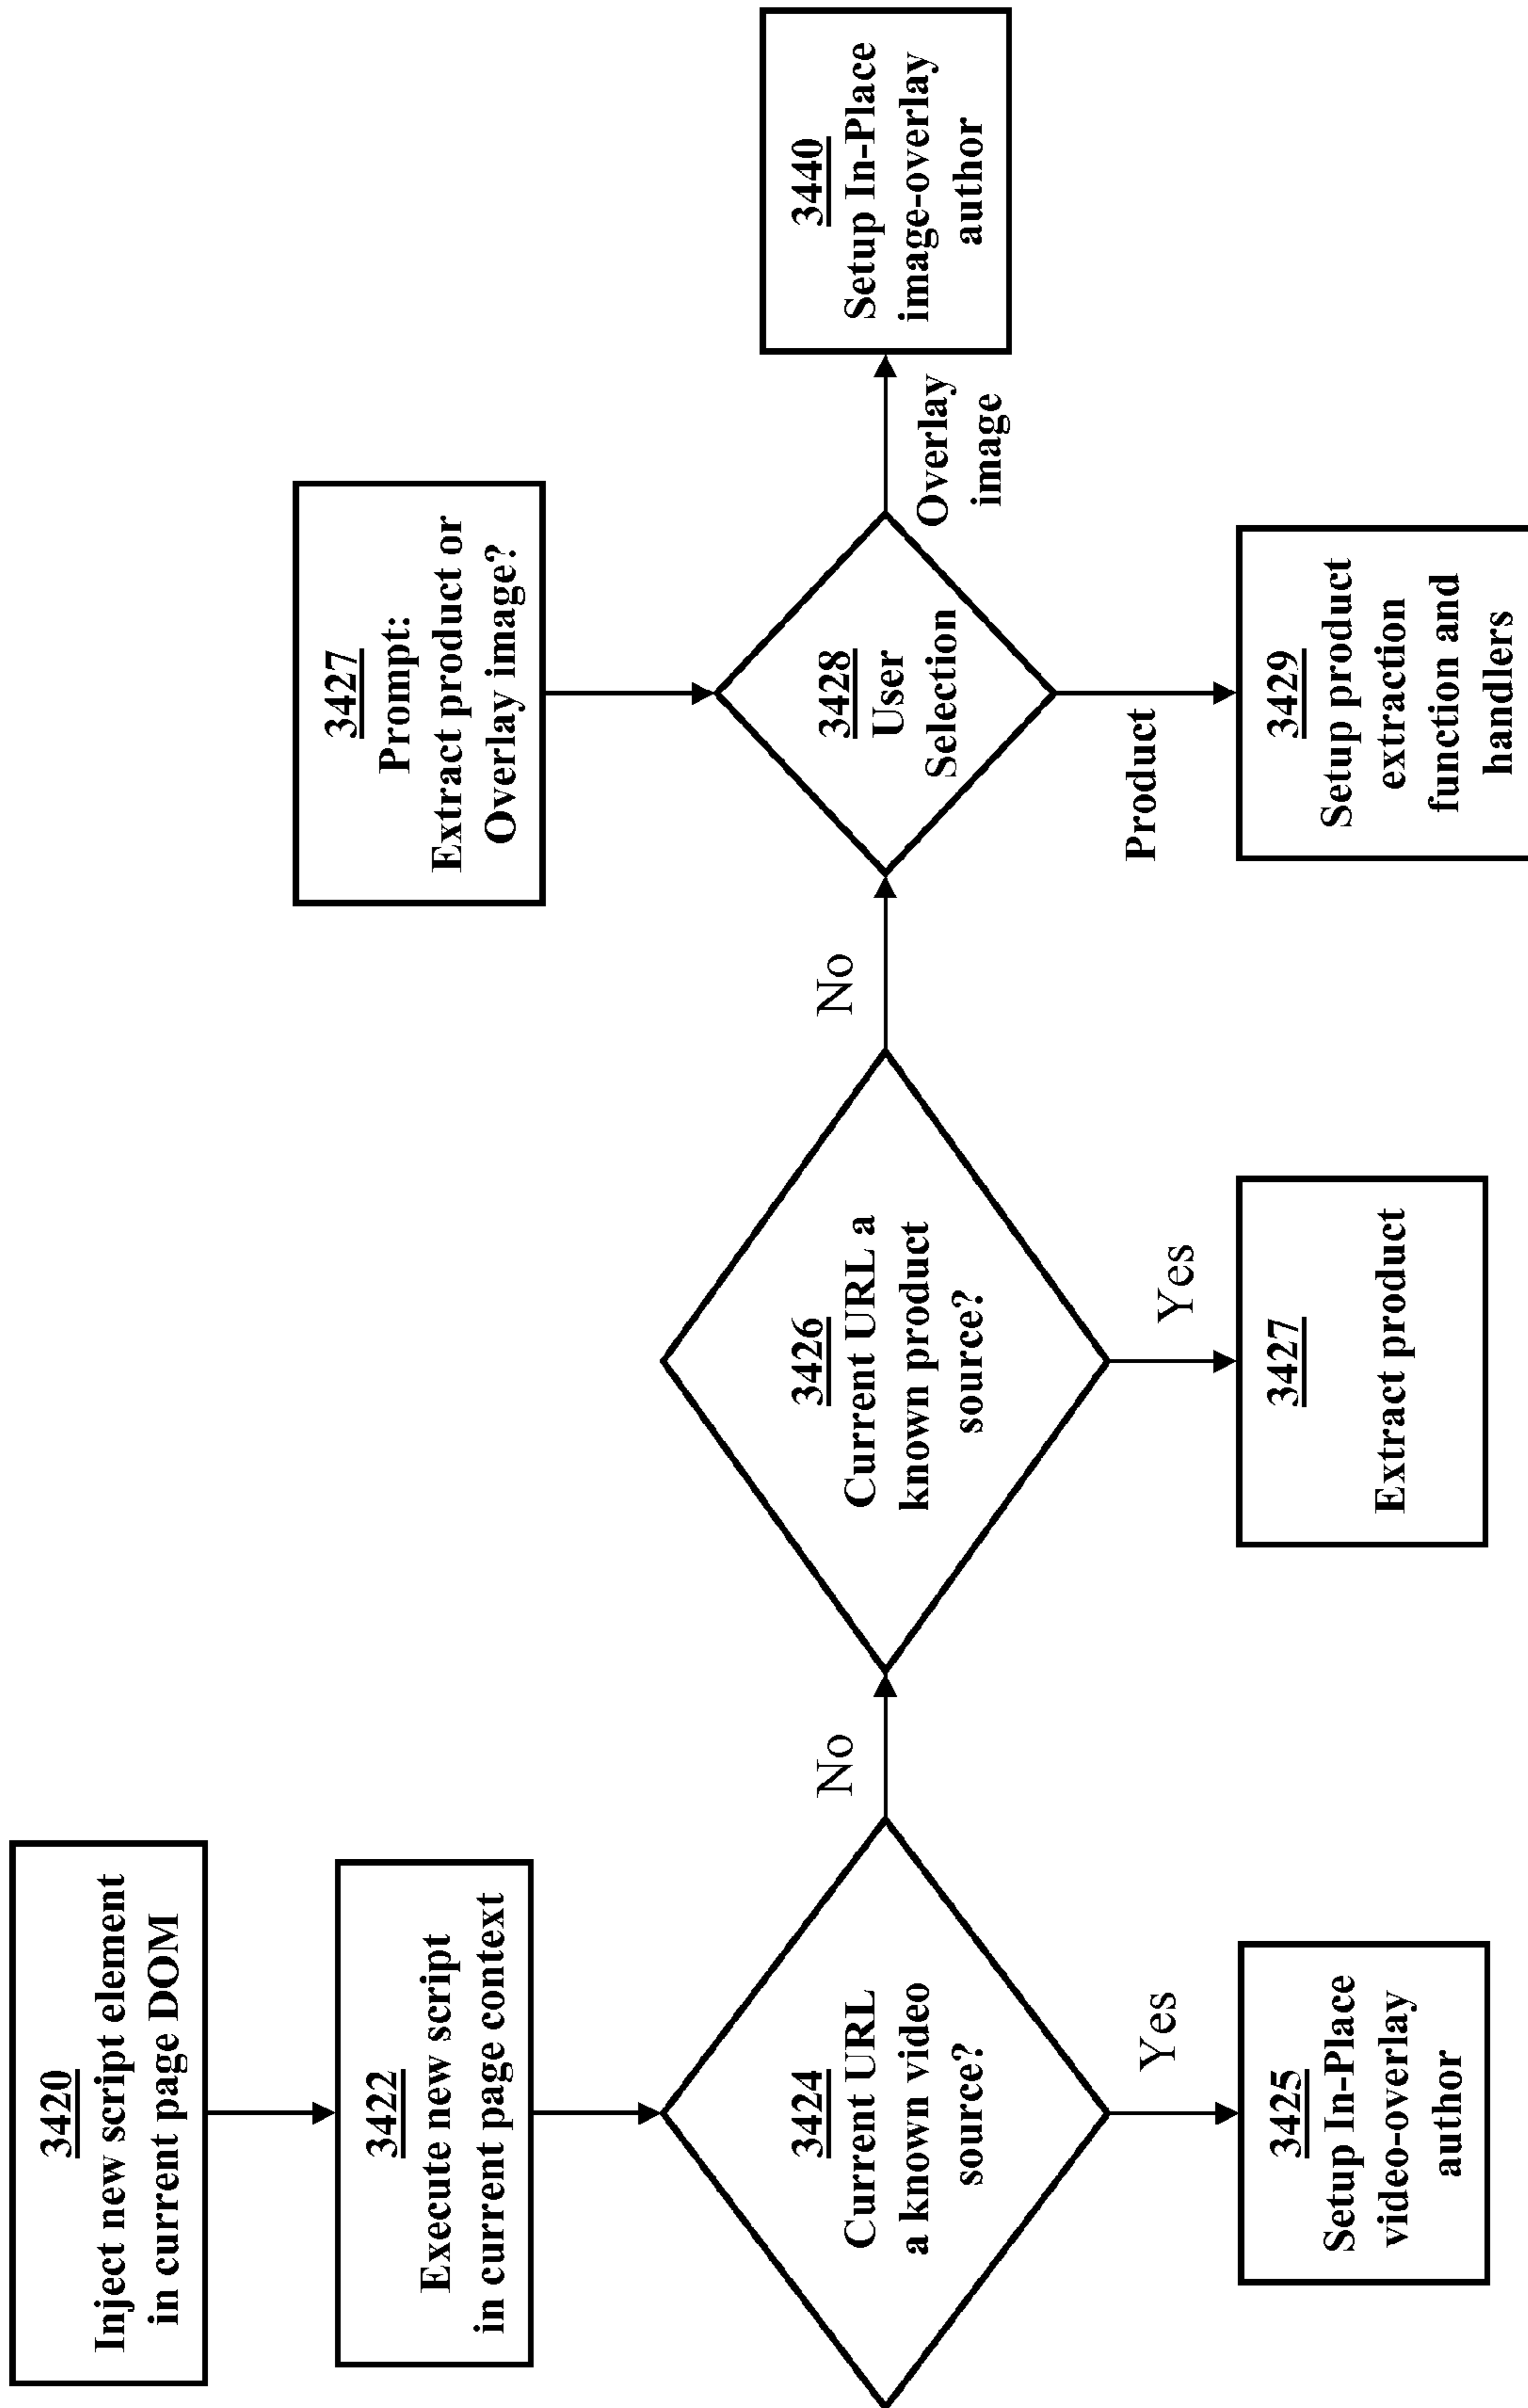 3420
Inject new script element
in current page DOM
3422
Execute new script
in current page context
3424
Current URL
a known video
source?
No
Yes
3425
Setup In-Place
video-overlay
author
3426
Current URL a
known product
source?
No
Yes
3427
Extract product
3427
Prompt:
Extract product or
Overlay image?
3428
User
Selection
Overlay
image
3440
Setup In-Place
image-overlay
author
Product
3429
Setup product
extraction
function and
handlers